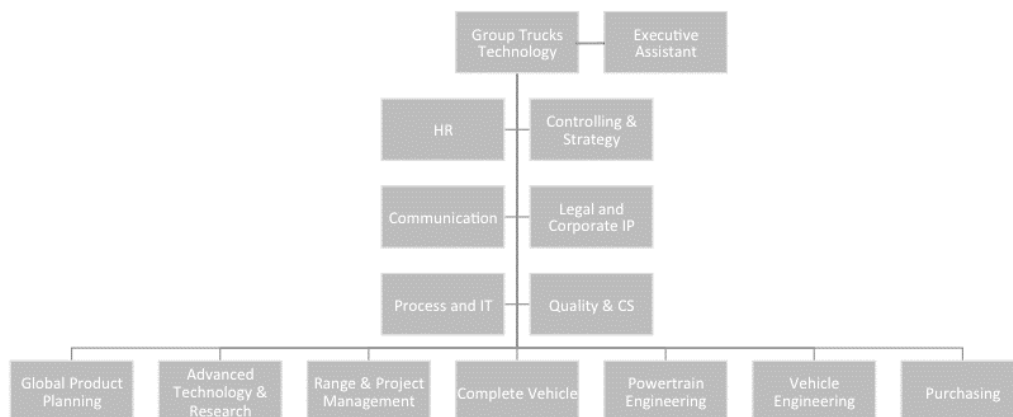 Group Trucks
Technology
Executive
Assistant
HR
Controlling &
Strategy
Communication
Legal and
Corporate IP
Process and IT
Quality & CS
Global Product
Planning
Advanced
Technology &
Research
Range & Project
Management
Complete Vehicle
Powertrain
Engineering
Vehicle
Engineering
Purchasing